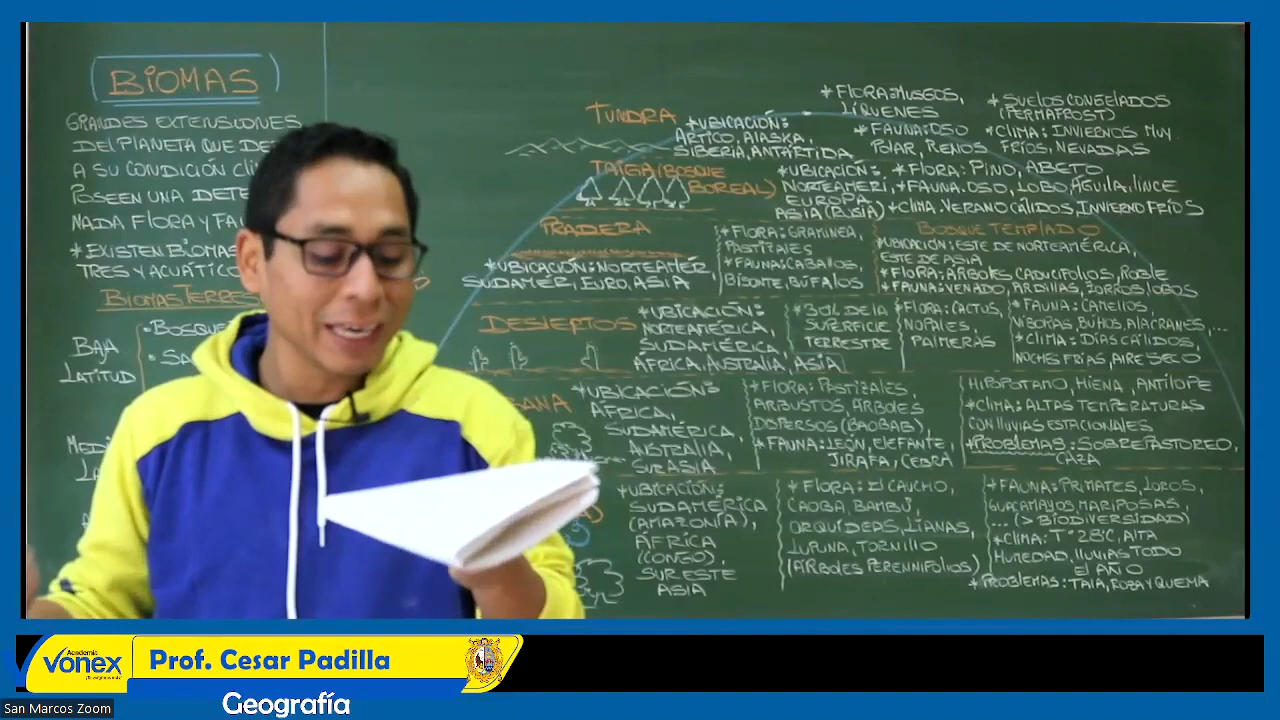 BIOMAS
GRANDES EXTENSIONES
DEL PLANETA QUE DE
A SU CONDICIÓN CLI
POSEEN UNA DETE
NADA FLORA Y FA
* EXISTEN BIOMAS
TRES Y ACUÁTICO
BIOMAS TERRES
BAJA
LATITUD
• BOSQUE
• SA
TUNDRA
* UBICACIÓN:
ÁRTICO, ALASKA,
SIBERIA, ANTÁRTIDA
* FLORA: MUSGOS,
LÍQUENES
* FAUNA: OSO
POLAR, RENOS
* SUELOS CONGELADOS
(PERMAFROST)
* CLIMA: INVIERNOS MUY
FRÍOS, NEVADAS
TAIGA (BOSQUE
BOREAL)
* UBICACIÓN:
NORTEAMERI,
EUROPA,
ASIA (RUSIA)
* FLORA: PINO, ABETO
* FAUNA: OSO, LOBO, ÁGUILA, LINCE
* CLIMA: VERANO CÁLIDOS, INVIERNO FRÍOS
PRADERA
* UBICACIÓN: NORTEAMER,
SUDAMÉR, EURO, ASIA
* FLORA: GRAMINEA,
PASTIZALES
* FAUNA: CABALLOS,
BISONTE, BÚFALOS
BOSQUE TEMPLADO
* UBICACIÓN: ESTE DE NORTEAMÉRICA,
ESTE DE ASIA
* FLORA: ÁRBOLES CADUCIFOLIOS, ROBLE
* FAUNA: VENADO, ARDILLAS, ZORROS, LOBOS
DESIERTOS
* UBICACIÓN:
NORTEAMÉRICA,
SUDAMÉRICA,
ÁFRICA, AUSTRALIA, ASIA
* 30% DE LA
SUPERFICIE
TERRESTRE
* FLORA: CACTUS,
NOPALES,
PALMERAS
* FAUNA: CAMELLOS,
VÍBORAS, BÚHOS, ALACRANES,...
* CLIMA: DÍAS CÁLIDOS,
NOCHES FRÍAS, AIRE SECO
BANA
* UBICACIÓN:
ÁFRICA,
SUDAMÉRICA,
AUSTRALIA,
SURASIA
* FLORA: PASTIZALES,
ARBUSTOS, ÁRBOLES
DISPERSOS (BAOBAB)
* FAUNA: LEÓN, ELEFANTE,
JIRAFA, CEBRA
HIPOPÓTAMO, HIENA, ANTÍLOPE
* CLIMA: ALTAS TEMPERATURAS
CON LLUVIAS ESTACIONALES
* PROBLEMAS: SOBREPASTOREO,
CAZA
* UBICACIÓN:
SUDAMÉRICA
(AMAZONÍA),
ÁFRICA
(CONGO),
SURESTE
ASIA
* FLORA: EL CAUCHO,
CAOBA, BAMBÚ,
ORQUÍDEAS, LIANAS,
LUPUNA, TORNILLO
(ÁRBOLES PERENNIFOLIOS)
* FAUNA: PRIMATES, LOROS,
GUACAMAYOS, MARIPOSAS,
... (> BIODIVERSIDAD)
* CLIMA: T° 28°C, ALTA
HUMEDAD, LLUVIAS TODO
EL AÑO
* PROBLEMAS: TALA, ROZA Y QUEMA
Academia
vonex
Prof. Cesar Padilla
Geografía
San Marcos Zoom